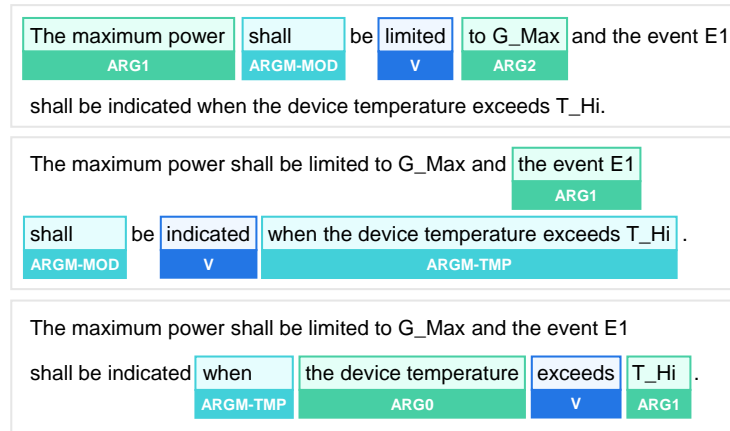 The maximum power shall be limited to G_Max and the event E1
ARG1 ARGM-MOD V ARG2
shall be indicated when the device temperature exceeds T_Hi.
The maximum power shall be limited to G_Max and the event E1
ARG1
shall be indicated when the device temperature exceeds T_Hi .
ARGM-MOD V ARGM-TMP
The maximum power shall be limited to G_Max and the event E1
shall be indicated when the device temperature exceeds T_Hi .
ARGM-TMP ARG0 V ARG1